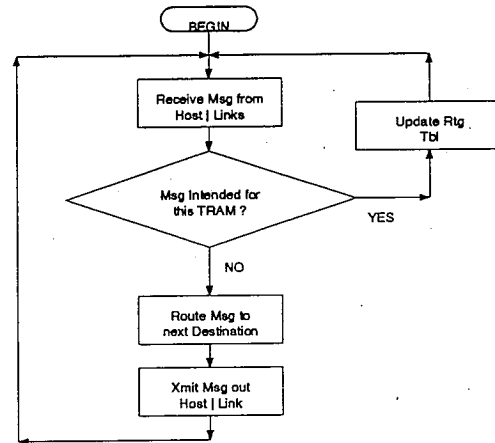 BEGIN
Receive Msg from
Host | Links
Update Rtg
Tbl
Msg Intended for
this TRAM ?
YES
NO
Route Msg to
next Destination
Xmit Msg out
Host | Link